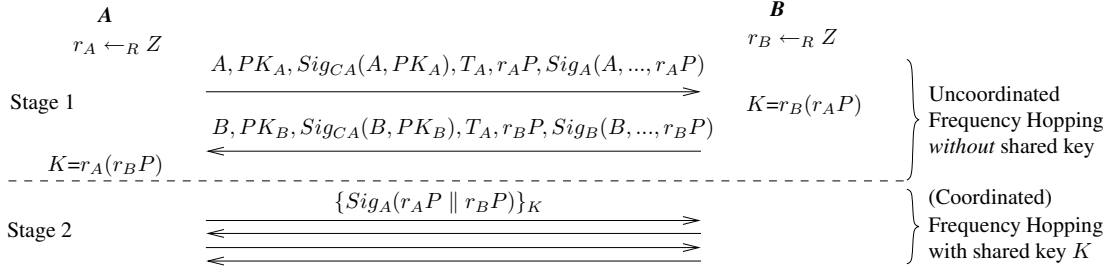 A
B
r_A ←_R Z
r_B ←_R Z
A, PK_A, Sig_CA(A, PK_A), T_A, r_AP, Sig_A(A, ..., r_AP)
Stage 1
K=r_B(r_AP)
Uncoordinated
Frequency Hopping
without shared key
B, PK_B, Sig_CA(B, PK_B), T_A, r_BP, Sig_B(B, ..., r_BP)
K=r_A(r_BP)
{Sig_A(r_AP ∥ r_BP)}_K
Stage 2
(Coordinated)
Frequency Hopping
with shared key K